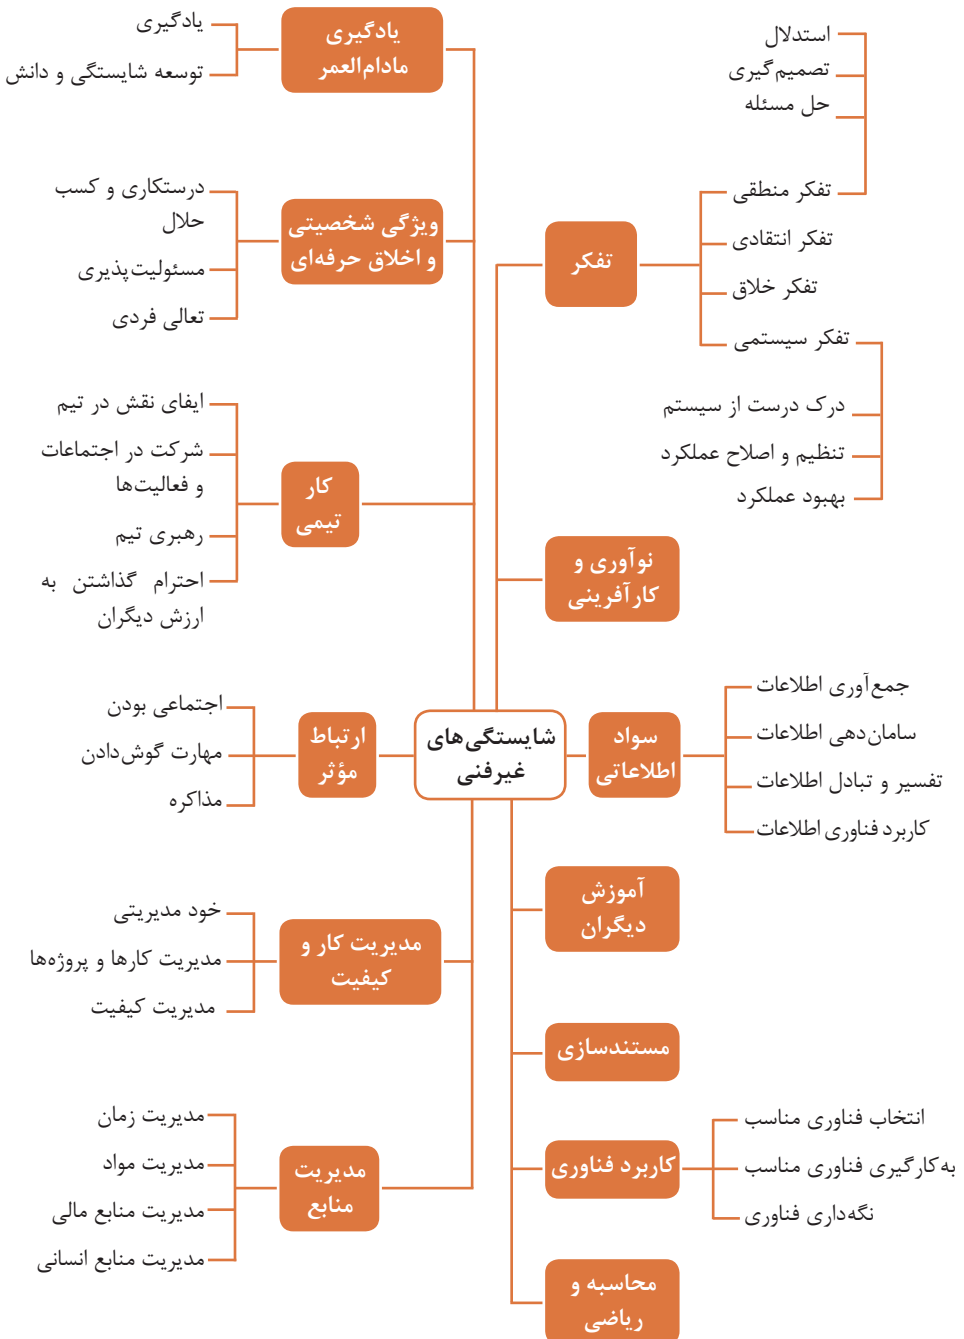 شایستگی‌های
غیرفنی
تفکر
تفکر منطقی
استدلال
تصمیم‌گیری
حل مسئله
تفکر انتقادی
تفکر خلاق
تفکر سیستمی
درک درست از سیستم
تنظیم و اصلاح عملکرد
بهبود عملکرد
نوآوری و
کارآفرینی
سواد
اطلاعاتی
جمع‌آوری اطلاعات
سامان‌دهی اطلاعات
تفسیر و تبادل اطلاعات
کاربرد فناوری اطلاعات
آموزش
دیگران
مستندسازی
کاربرد فناوری
انتخاب فناوری مناسب
به‌کارگیری فناوری مناسب
نگه‌داری فناوری
محاسبه و
ریاضی
یادگیری
مادام‌العمر
یادگیری
توسعه شایستگی و دانش
ویژگی شخصیتی
و اخلاق حرفه‌ای
درستکاری و کسب
حلال
مسئولیت‌پذیری
تعالی فردی
کار
تیمی
ایفای نقش در تیم
شرکت در اجتماعات
و فعالیت‌ها
رهبری تیم
احترام گذاشتن به
ارزش دیگران
ارتباط
مؤثر
اجتماعی بودن
مهارت گوش‌دادن
مذاکره
مدیریت کار و
کیفیت
خود مدیریتی
مدیریت کارها و پروژه‌ها
مدیریت کیفیت
مدیریت
منابع
مدیریت زمان
مدیریت مواد
مدیریت منابع مالی
مدیریت منابع انسانی